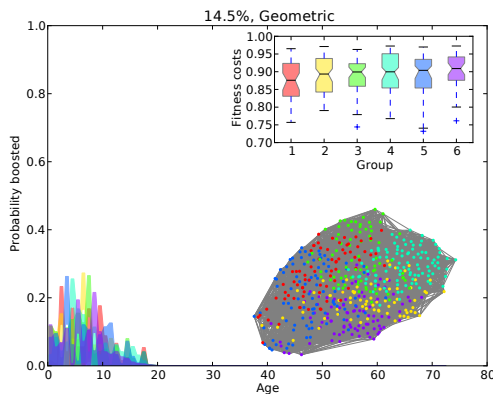 14.5%, Geometric
1.0
0.8
0.6
0.4
0.2
0.0
Probability boosted
0 10 20 30 40 50 60 70 80
Age
1.00
0.95
0.90
0.85
0.80
0.75
0.70
Fitness costs
1 2 3 4 5 6
Group